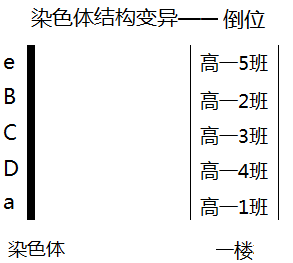 染色体结构变异——倒位
e 高一5班
B 高一2班
C 高一3班
D 高一4班
a 高一1班
染色体 一楼